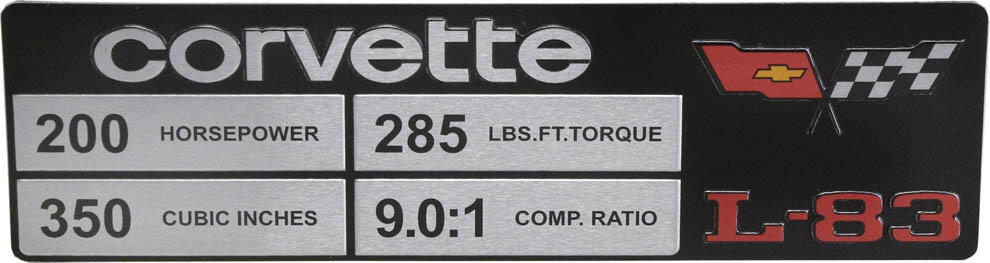 corvette
200 HORSEPOWER
285 LBS.FT.TORQUE
350 CUBIC INCHES
9.0:1 COMP. RATIO
L-83